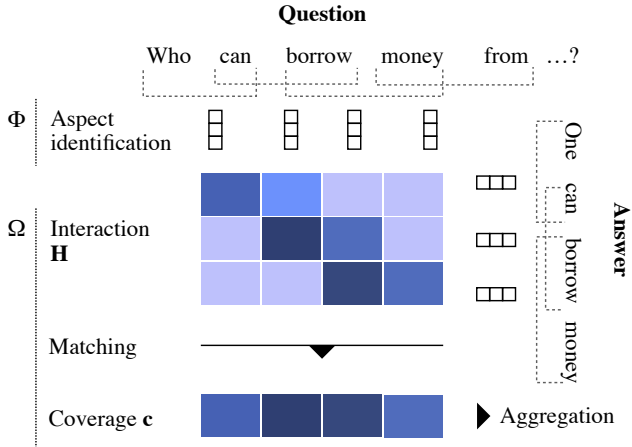 Question
Who can borrow money from …?
Φ Aspect
identification
Ω Interaction
H
Matching
Coverage c
One can borrow money
Answer
Aggregation